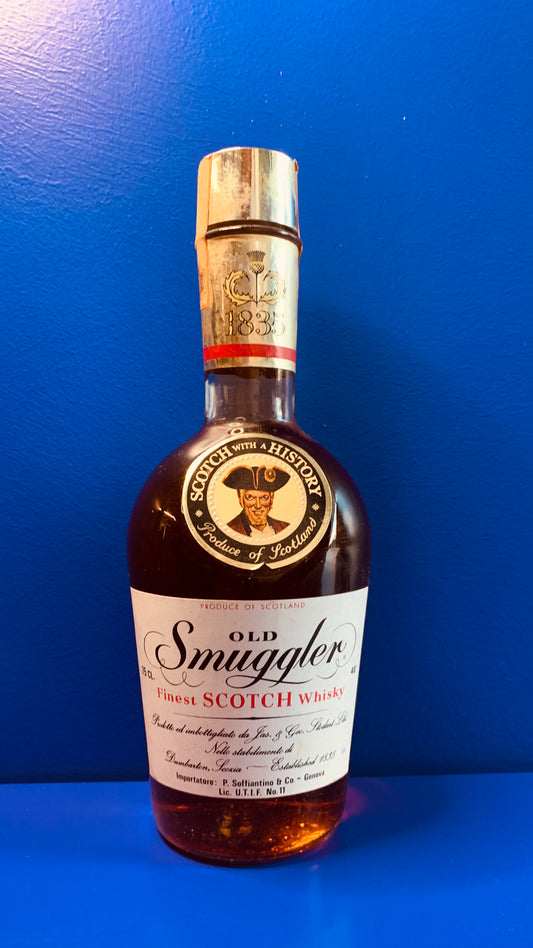 1835
SCOTCH WITH A HISTORY
Produce of Scotland
PRODUCE OF SCOTLAND
OLD
Smuggler
75 CL.
40
Finest SCOTCH Whisky
Prodotto ed imbottigliato da Jas. & Geo. Stodart Ltd
Nello stabilimento di
Dumbarton, Scozia — Established 1835
Importatore: P. Soffiantino & Co. - Genova
Lic. U.T.I.F. No. 11